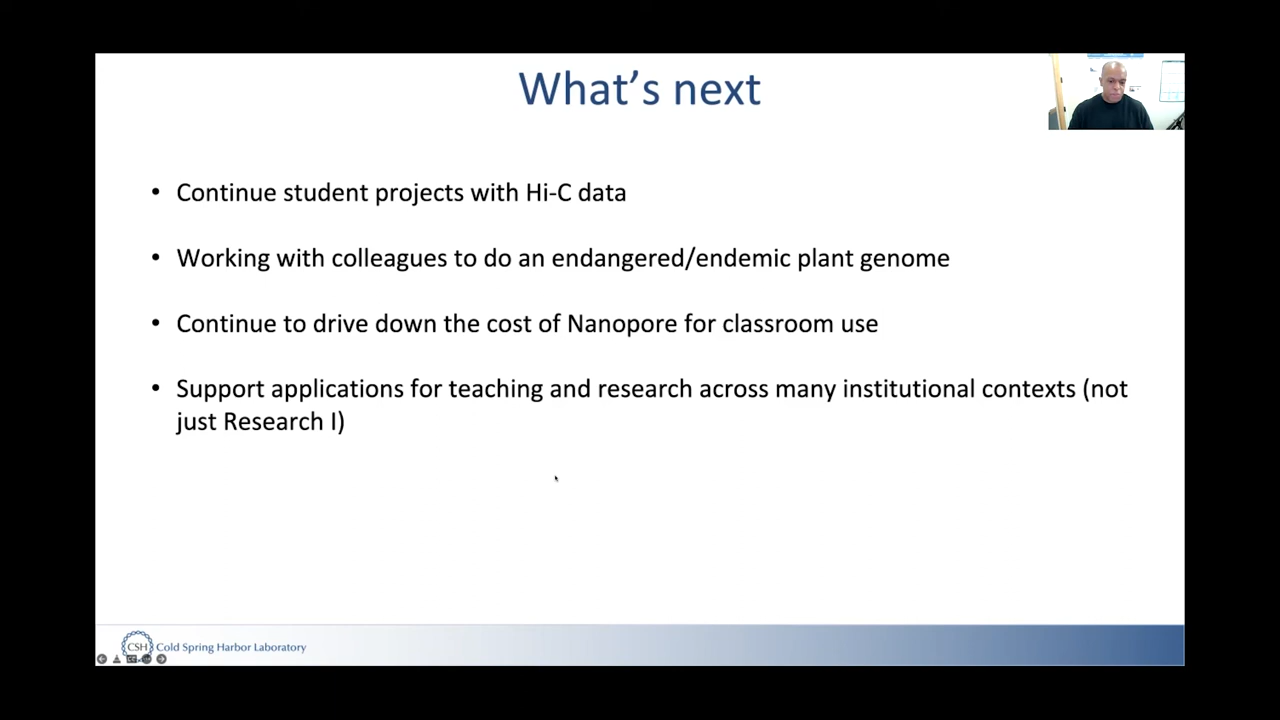 What's next
• Continue student projects with Hi-C data
• Working with colleagues to do an endangered/endemic plant genome
• Continue to drive down the cost of Nanopore for classroom use
• Support applications for teaching and research across many institutional contexts (not
just Research I)
CSH Cold Spring Harbor Laboratory